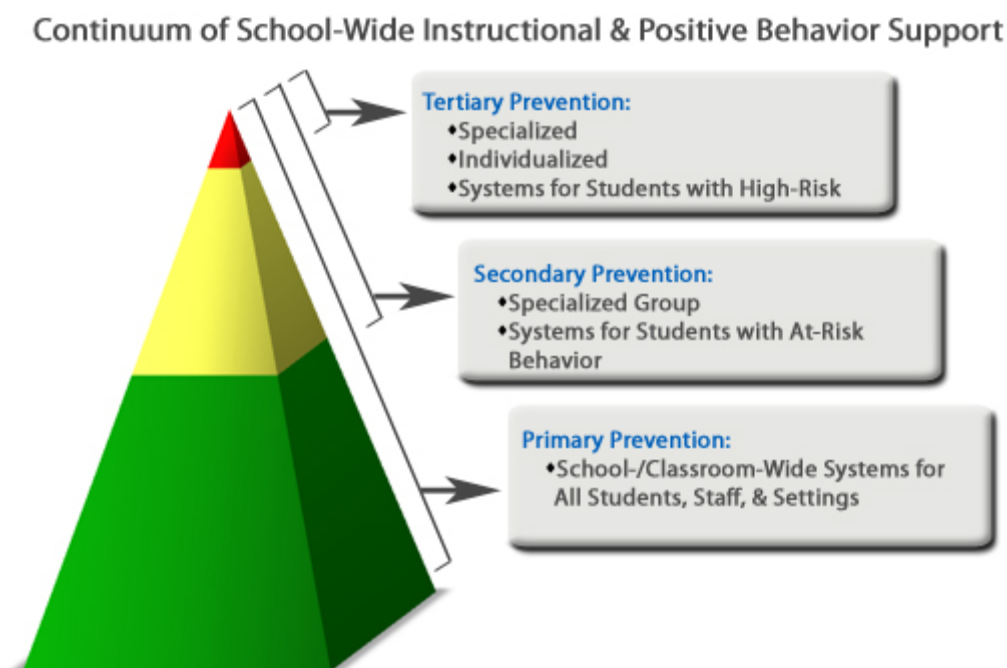 Continuum of School-Wide Instructional & Positive Behavior Support
Tertiary Prevention:
♦Specialized
♦Individualized
♦Systems for Students with High-Risk
Secondary Prevention:
♦Specialized Group
♦Systems for Students with At-Risk
Behavior
Primary Prevention:
♦School-/Classroom-Wide Systems for
All Students, Staff, & Settings